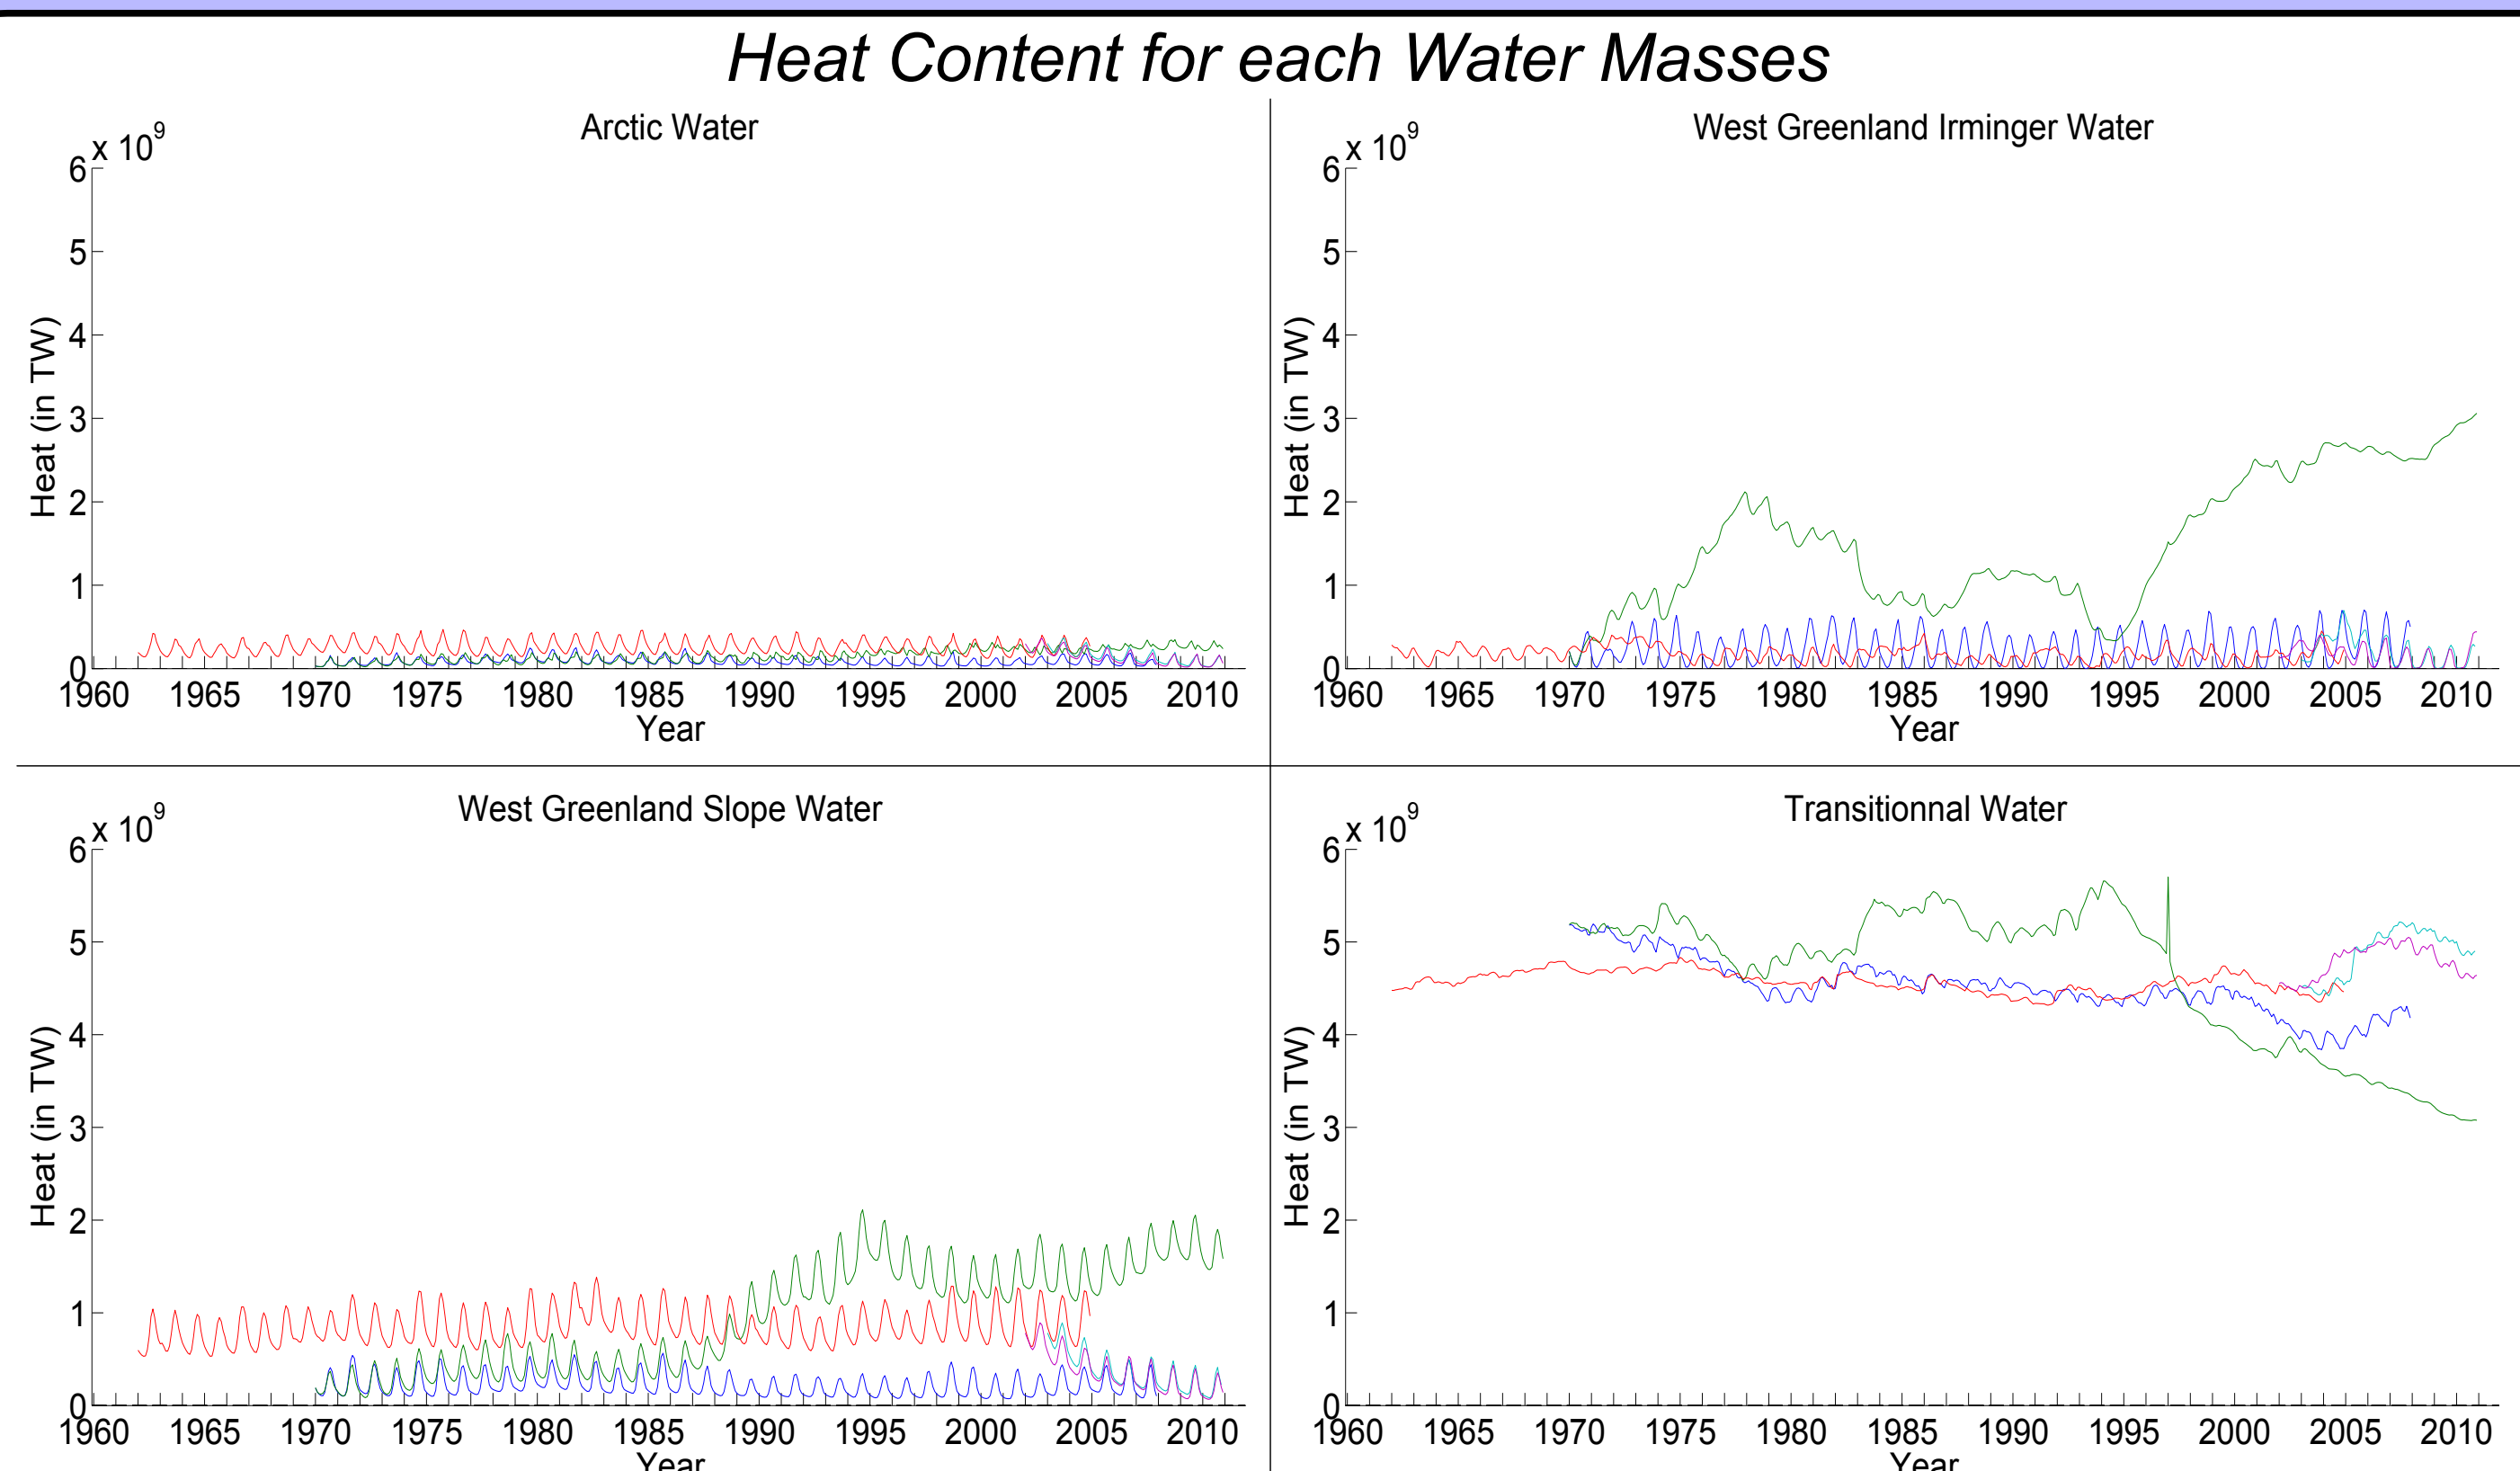 Heat Content for each Water Masses
Arctic Water
x 10^9
6
5
4
3
2
1
0
Heat (in TW)
1960 1965 1970 1975 1980 1985 1990 1995 2000 2005 2010
Year
West Greenland Irminger Water
x 10^9
6
5
4
3
2
1
0
Heat (in TW)
1960 1965 1970 1975 1980 1985 1990 1995 2000 2005 2010
Year
West Greenland Slope Water
x 10^9
6
5
4
3
2
1
0
Heat (in TW)
1960 1965 1970 1975 1980 1985 1990 1995 2000 2005 2010
Year
Transitionnal Water
x 10^9
6
5
4
3
2
1
0
Heat (in TW)
1960 1965 1970 1975 1980 1985 1990 1995 2000 2005 2010
Year